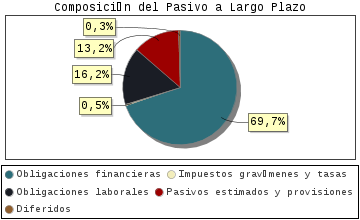 Composici▯n del Pasivo a Largo Plazo
0,3%
13,2%
16,2%
0,5%
69,7%
Obligaciones financieras
Impuestos grav▯menes y tasas
Obligaciones laborales
Pasivos estimados y provisiones
Diferidos